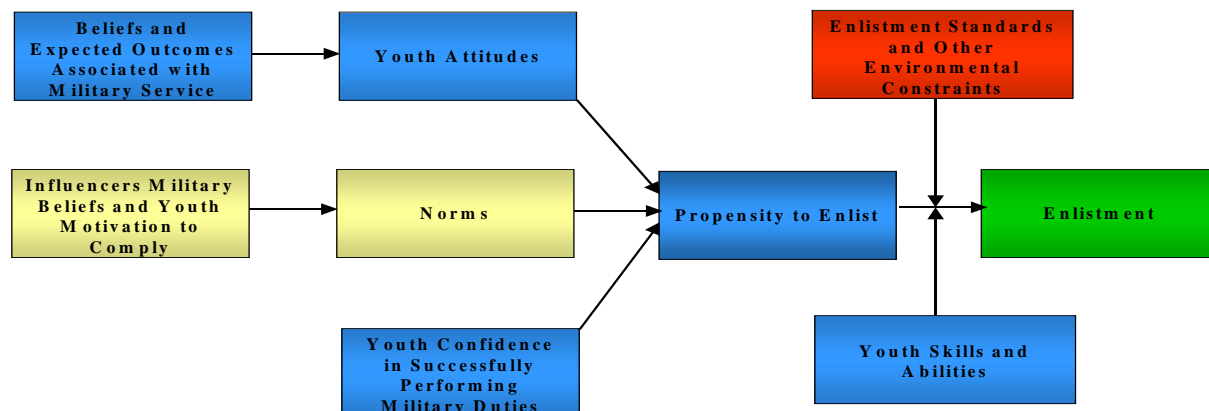 Beliefs and
Expected Outcomes
Associated with
Military Service
Youth Attitudes
Enlistment Standards
and Other
Environmental
Constraints
Influencers Military
Beliefs and Youth
Motivation to
Comply
Norms
Propensity to Enlist
Enlistment
Youth Confidence
in Successfully
Performing
Military Duties
Youth Skills and
Abilities